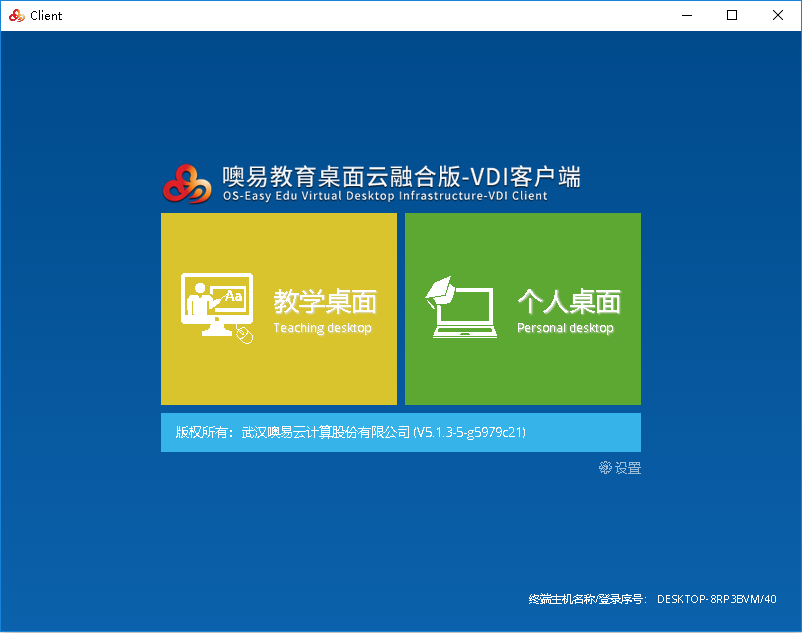 Client
噢易教育桌面云融合版-VDI客户端
OS-Easy Edu Virtual Desktop Infrastructure-VDI Client
Aa
教学桌面
Teaching desktop
个人桌面
Personal desktop
版权所有：武汉噢易云计算股份有限公司 (V5.1.3-5-g5979c21)
设置
终端主机名称/登录序号： DESKTOP-8RP3BVM/40